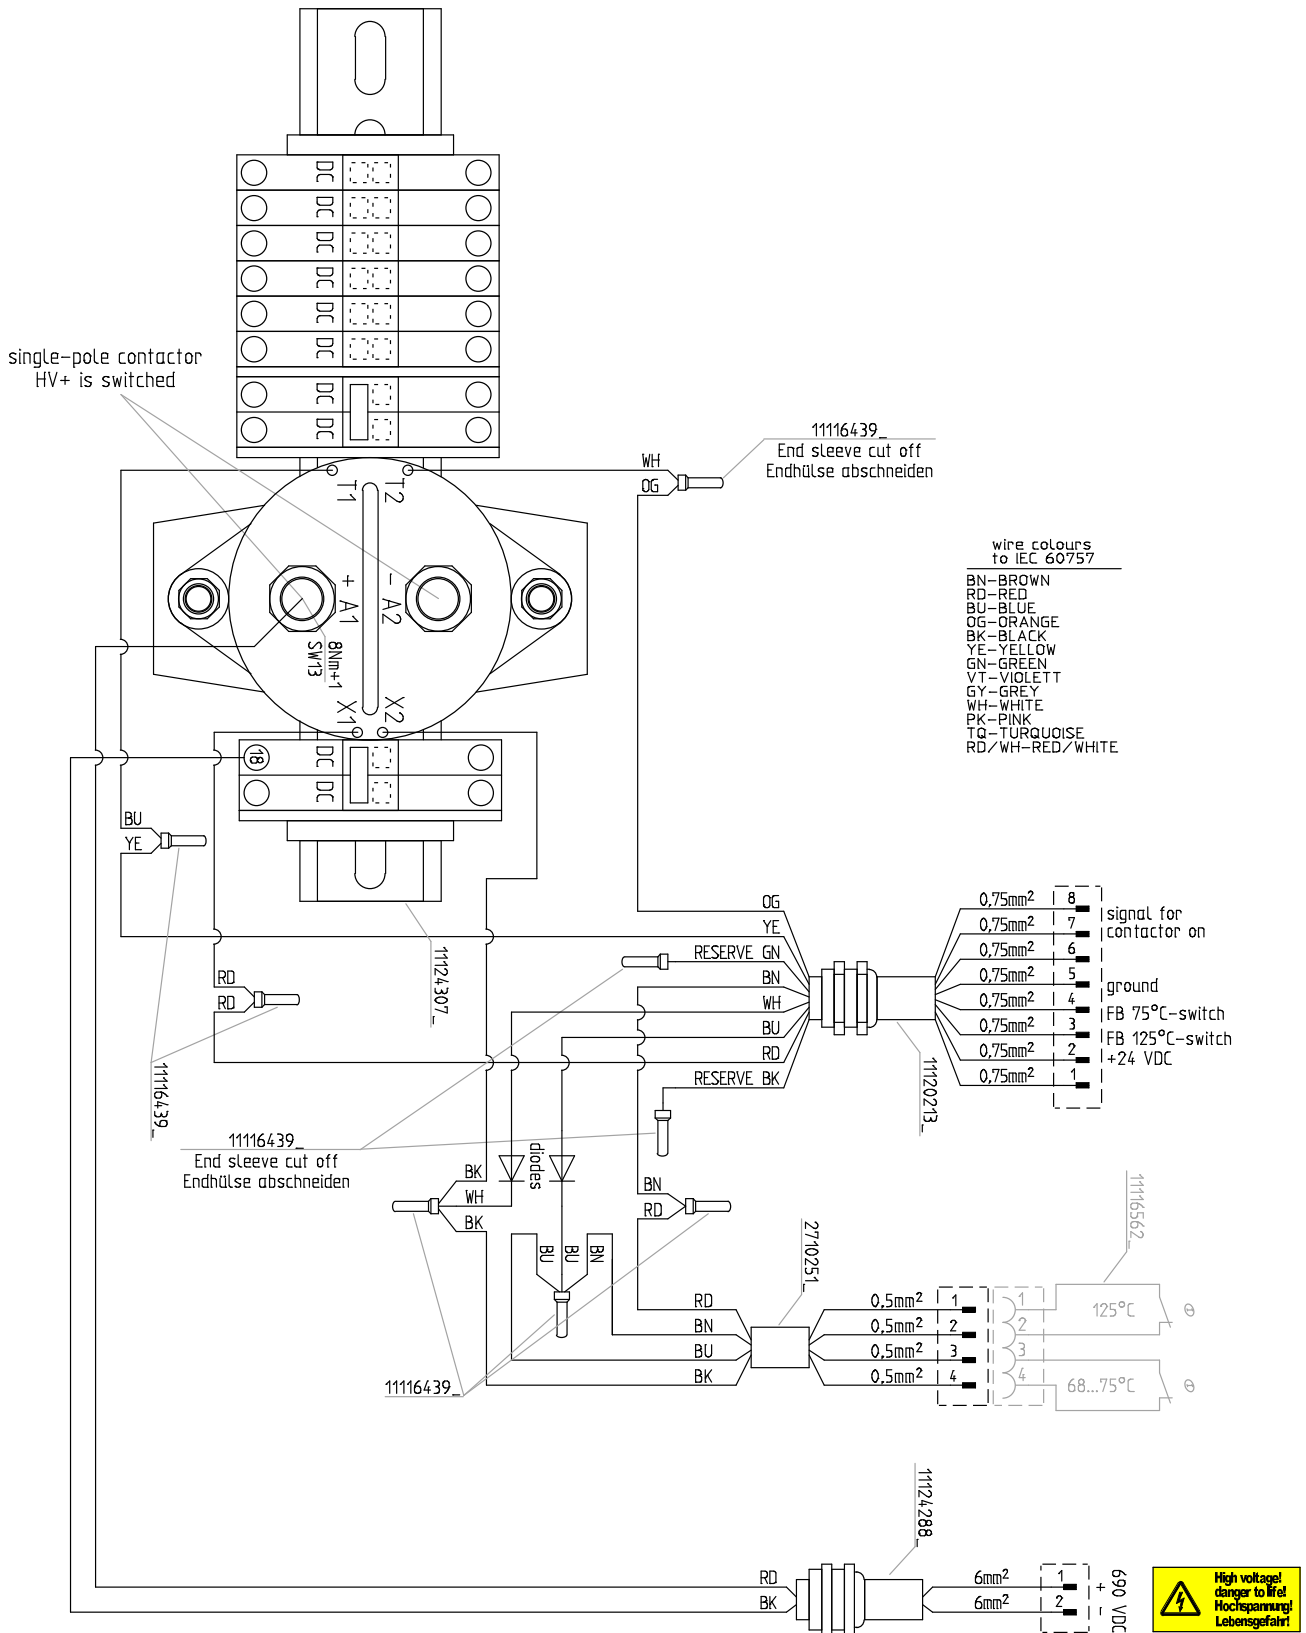 DC
DC
DC
DC
DC
DC
single-pole contactor
HV+ is switched
DC
DC
11116439_
End sleeve cut off
Endhülse abschneiden
WH
OG
T1
T2
wire colours
to IEC 60757
BN-BROWN
RD-RED
BU-BLUE
OG-ORANGE
BK-BLACK
YE-YELLOW
GN-GREEN
VT-VIOLETT
GY-GREY
WH-WHITE
PK-PINK
TQ-TURQUOISE
RD/WH-RED/WHITE
+ A1
- A2
8Nm+1
SW13
X1
X2
18
DC
DC
BU
YE
11124307_
RD
RD
11116439_
OG
YE
RESERVE GN
BN
WH
BU
RD
RESERVE BK
0,75mm² 8
0,75mm² 7
0,75mm² 6
0,75mm² 5
0,75mm² 4
0,75mm² 3
0,75mm² 2
0,75mm² 1
signal for
contactor on
ground
FB 75°C-switch
FB 125°C-switch
+24 VDC
11120213_
11116439_
End sleeve cut off
Endhülse abschneiden
diodes
BK
WH
BK
BN
RD
BU
BU
BN
2710251_
11116562_
RD
BN
BU
BK
0,5mm² 1
0,5mm² 2
0,5mm² 3
0,5mm² 4
1
2
3
4
125°C
68...75°C
11116439_
11124288_
RD
BK
6mm² 1
6mm² 2
+
-
690 VDC
High voltage!
danger to life!
Hochspannung!
Lebensgefahr!